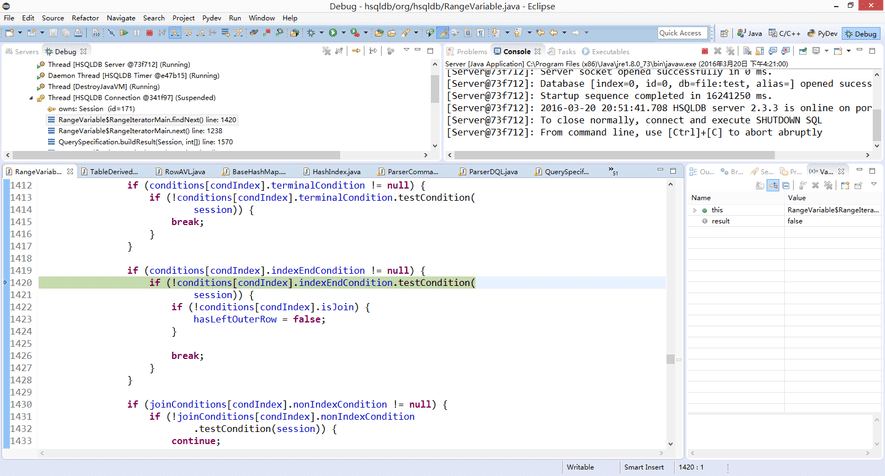 Debug - hsqldb/org/hsqldb/RangeVariable.java - Eclipse
File Edit Source Refactor Navigate Search Project Pydev Run Window Help
Quick Access Java C/C++ PyDev Debug
Servers Debug
Thread [HSQLDB Server @73f712] (Running)
Daemon Thread [HSQLDB Timer @e47b15] (Running)
Thread [DestroyJavaVM] (Running)
Thread [HSQLDB Connection @341f97] (Suspended)
owns: Session (id=171)
RangeVariable$RangeIteratorMain.findNext() line: 1420
RangeVariable$RangeIteratorMain.next() line: 1238
QuerySpecification.buildResult(Session, int[]) line: 1570
Problems Console Tasks Executables
Server [Java Application] C:\Program Files (x86)\Java\jre1.8.0_73\bin\javaw.exe (2016年3月20日 下午4:21:00)
[Server@73f712]: Server socket opened successfully in 0 ms.
[Server@73f712]: Database [index=0, id=0, db=file:test, alias=] opened sucess
[Server@73f712]: Startup sequence completed in 16241250 ms.
[Server@73f712]: 2016-03-20 20:51:41.708 HSQLDB server 2.3.3 is online on por
[Server@73f712]: To close normally, connect and execute SHUTDOWN SQL
[Server@73f712]: From command line, use [Ctrl]+[C] to abort abruptly
RangeVariab... TableDerived... RowAVL.java BaseHashMap.... HashIndex.java ParserComma... ParserDQL.java QuerySpecif... »51
1412 if (conditions[condIndex].terminalCondition != null) {
1413 if (!conditions[condIndex].terminalCondition.testCondition(
1414 session)) {
1415 break;
1416 }
1417 }
1418
1419 if (conditions[condIndex].indexEndCondition != null) {
1420 if (!conditions[condIndex].indexEndCondition.testCondition(
1421 session)) {
1422 if (!conditions[condIndex].isJoin) {
1423 hasLeftOuterRow = false;
1424 }
1425
1426 break;
1427 }
1428 }
1429
1430 if (joinConditions[condIndex].nonIndexCondition != null) {
1431 if (!joinConditions[condIndex].nonIndexCondition
1432 .testCondition(session)) {
1433 continue;
Ou... Br... Se... Pr... (x)= Va...
Name Value
this RangeVariable$RangeItera...
result false
Writable Smart Insert 1420 : 1